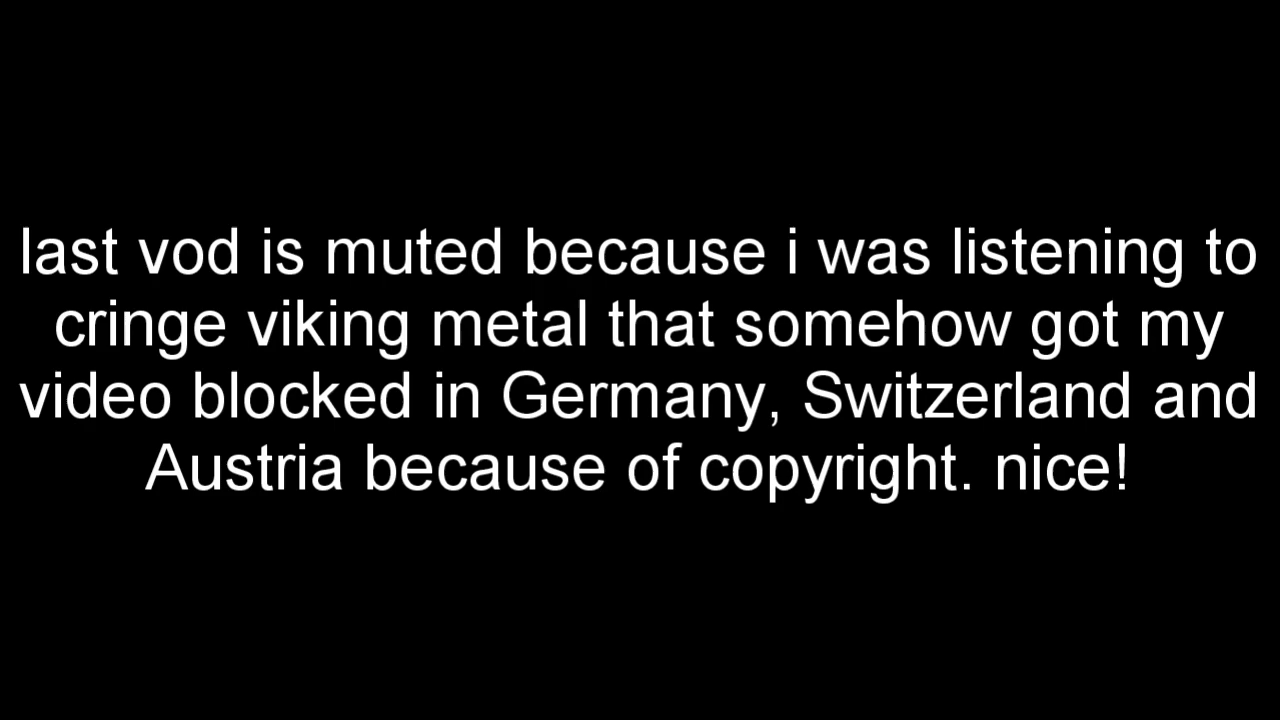 last vod is muted because i was listening to
cringe viking metal that somehow got my
video blocked in Germany, Switzerland and
Austria because of copyright. nice!